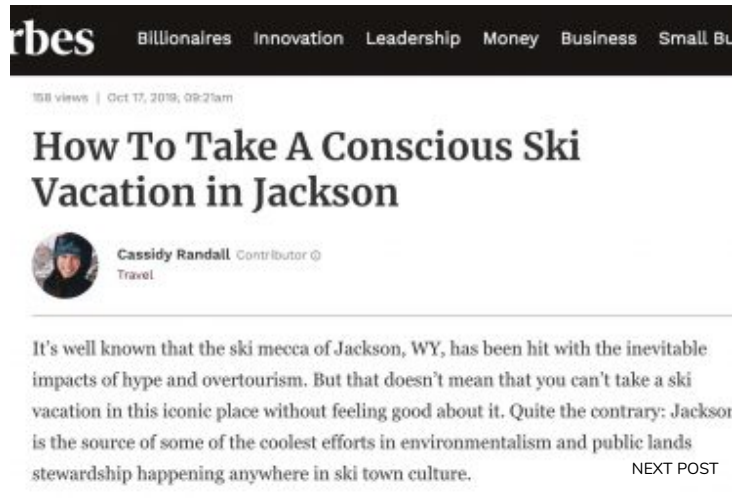 rbes Billionaires Innovation Leadership Money Business Small Bu
158 views | Oct 17, 2019, 09:21am
How To Take A Conscious Ski
Vacation in Jackson
Cassidy Randall Contributor
Travel
It's well known that the ski mecca of Jackson, WY, has been hit with the inevitable
impacts of hype and overtourism. But that doesn't mean that you can't take a ski
vacation in this iconic place without feeling good about it. Quite the contrary: Jackson
is the source of some of the coolest efforts in environmentalism and public lands
stewardship happening anywhere in ski town culture.
NEXT POST